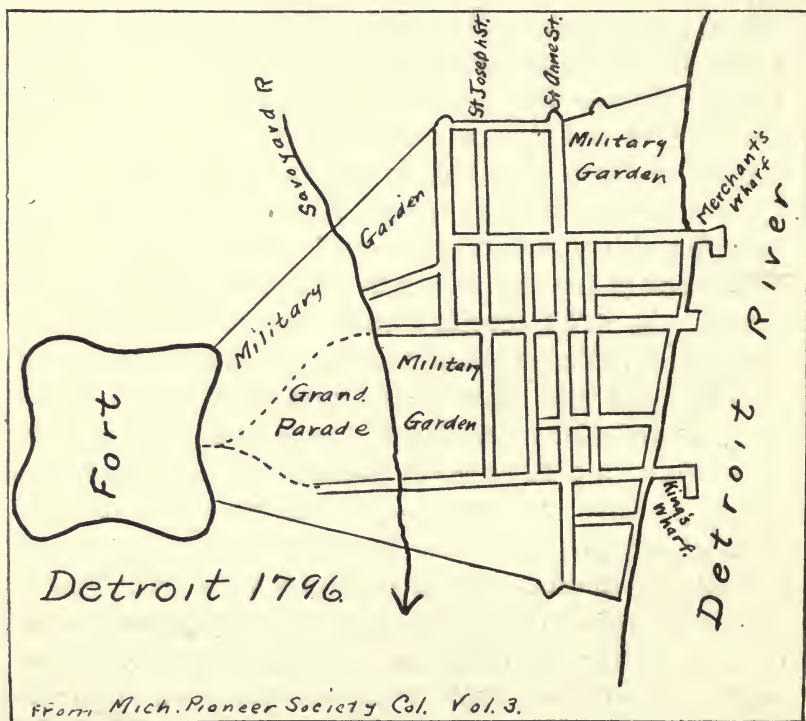 St Joseph St.
St Anne St.
Savoyard R
Military
Garden
Merchant's
Wharf
Military Garden
Detroit River
Fort
Grand
Parade
Military
Garden
King's
Wharf.
Detroit 1796.
From Mich. Pioneer Society Col. Vol. 3.